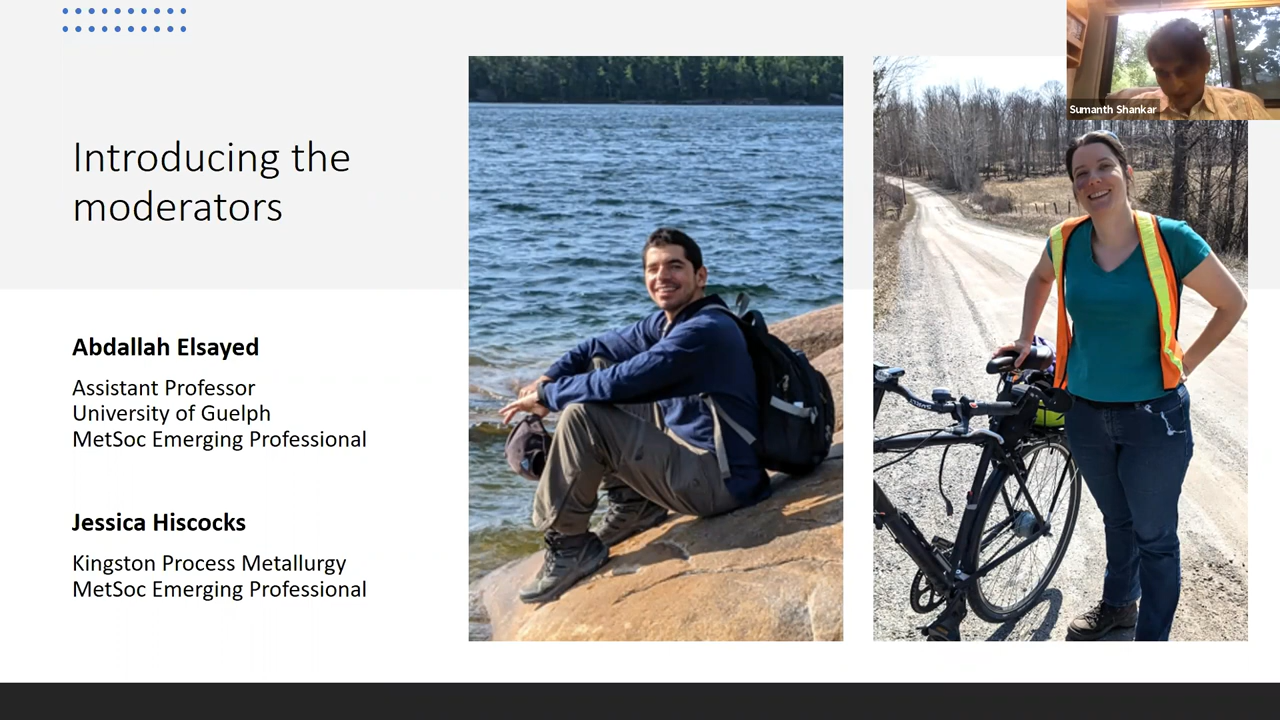 Introducing the
moderators
Abdallah Elsayed
Assistant Professor
University of Guelph
MetSoc Emerging Professional
Jessica Hiscocks
Kingston Process Metallurgy
MetSoc Emerging Professional
Sumanth Shankar